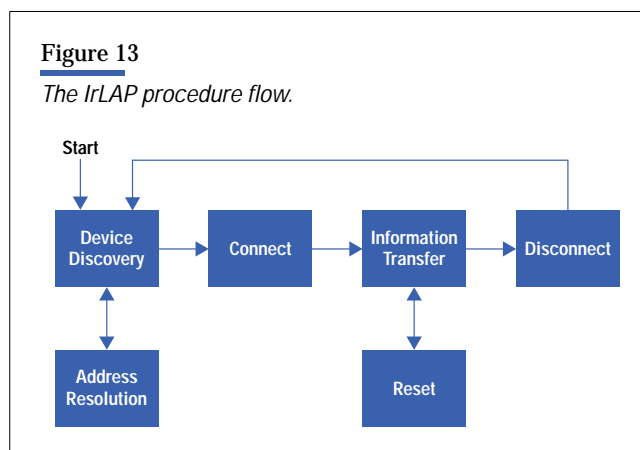 Figure 13
The IrLAP procedure flow.
Start
Device
Discovery
Connect
Information
Transfer
Disconnect
Address
Resolution
Reset